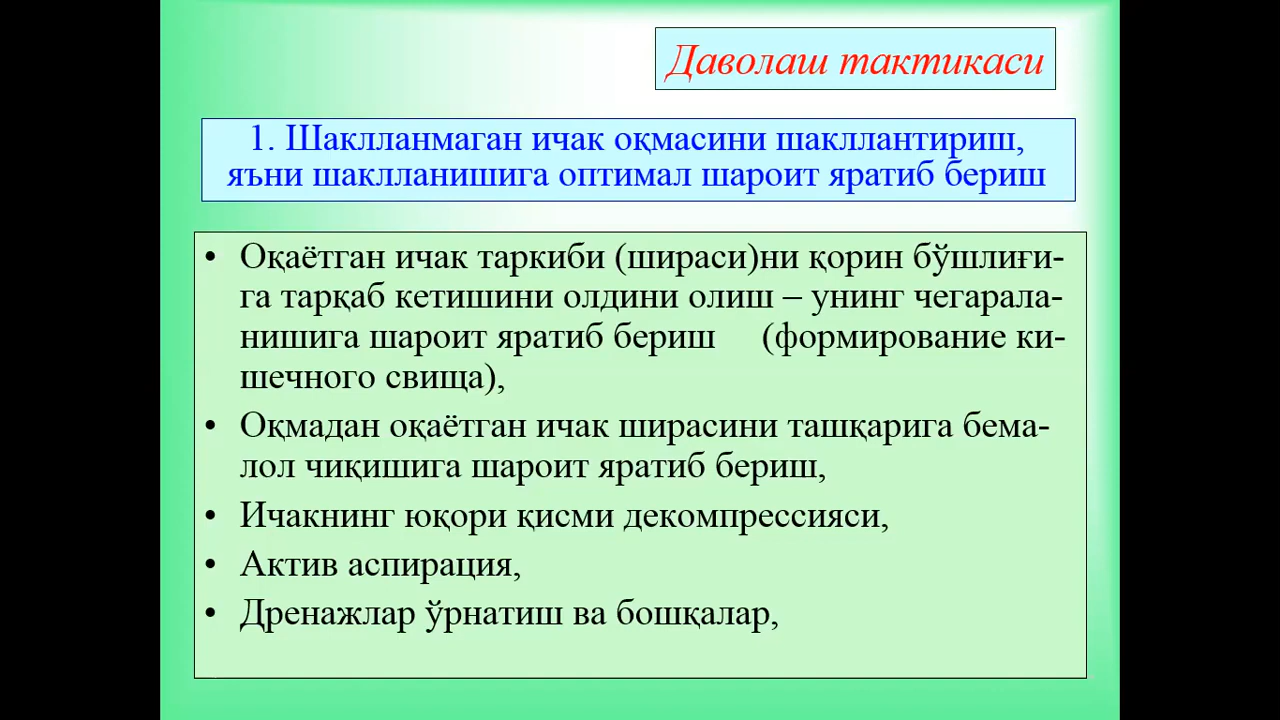 Даволаш тактикаси
1. Шаклланмаган ичак оқмасини шакллантириш,
яъни шаклланишига оптимал шароит яратиб бериш
• Оқаётган ичак таркиби (шираси)ни қорин бўшлиғи-
га тарқаб кетишини олдини олиш – унинг чегарала-
нишига шароит яратиб бериш (формирование ки-
шечного свища),
• Оқмадан оқаётган ичак ширасини ташқарига бема-
лол чиқишига шароит яратиб бериш,
• Ичакнинг юқори қисми декомпрессияси,
• Актив аспирация,
• Дренажлар ўрнатиш ва бошқалар,